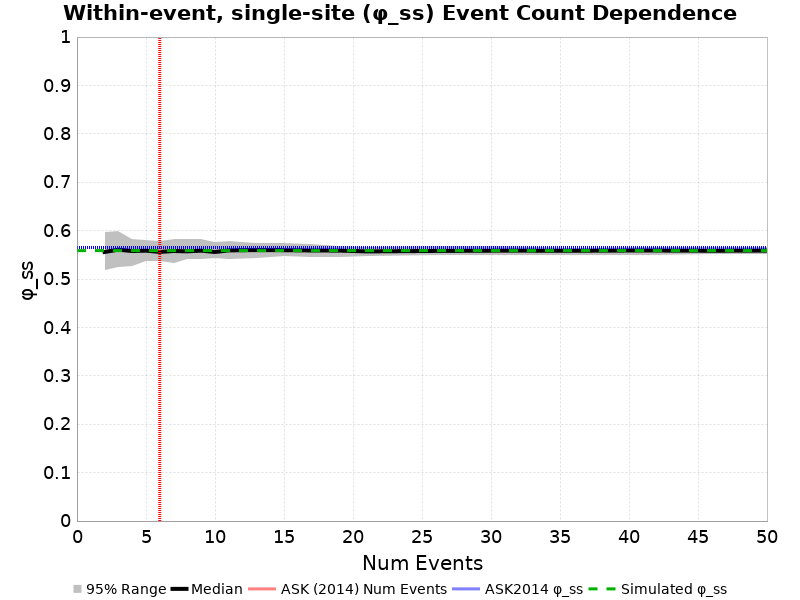 Within-event, single-site (φ_ss) Event Count Dependence
1
0.9
0.8
0.7
0.6
0.5
0.4
0.3
0.2
0.1
0
φ_ss
0 5 10 15 20 25 30 35 40 45 50
Num Events
95% Range Median ASK (2014) Num Events ASK2014 φ_ss Simulated φ_ss